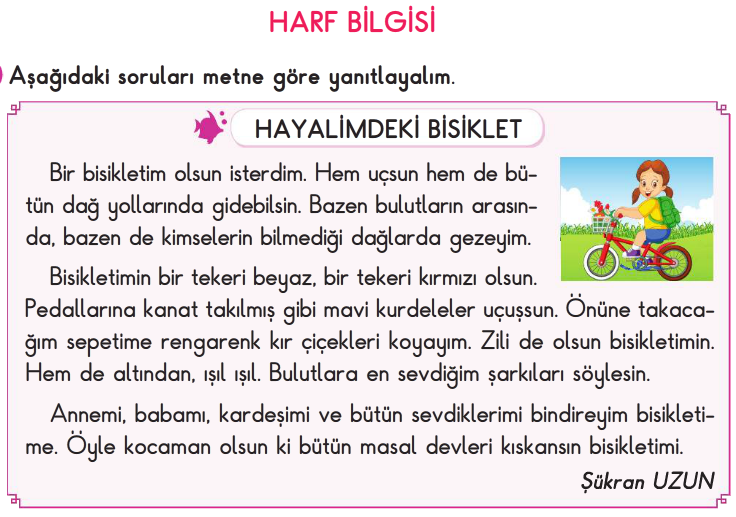 HARF BİLGİSİ
Aşağıdaki soruları metne göre yanıtlayalım.
HAYALİMDEKİ BİSİKLET
Bir bisikletim olsun isterdim. Hem uçsun hem de bü-
tün dağ yollarında gidebilsin. Bazen bulutların arasın-
da, bazen de kimselerin bilmediği dağlarda gezeyim.
Bisikletimin bir tekeri beyaz, bir tekeri kırmızı olsun.
Pedallarına kanat takılmış gibi mavi kurdeleler uçuşsun. Önüne takaca-
ğım sepetime rengarenk kır çiçekleri koyayım. Zili de olsun bisikletimin.
Hem de altından, ışıl ışıl. Bulutlara en sevdiğim şarkıları söylesin.
Annemi, babamı, kardeşimi ve bütün sevdiklerimi bindireyim bisikleti-
me. Öyle kocaman olsun ki bütün masal devleri kıskansın bisikletimi.
Şükran UZUN